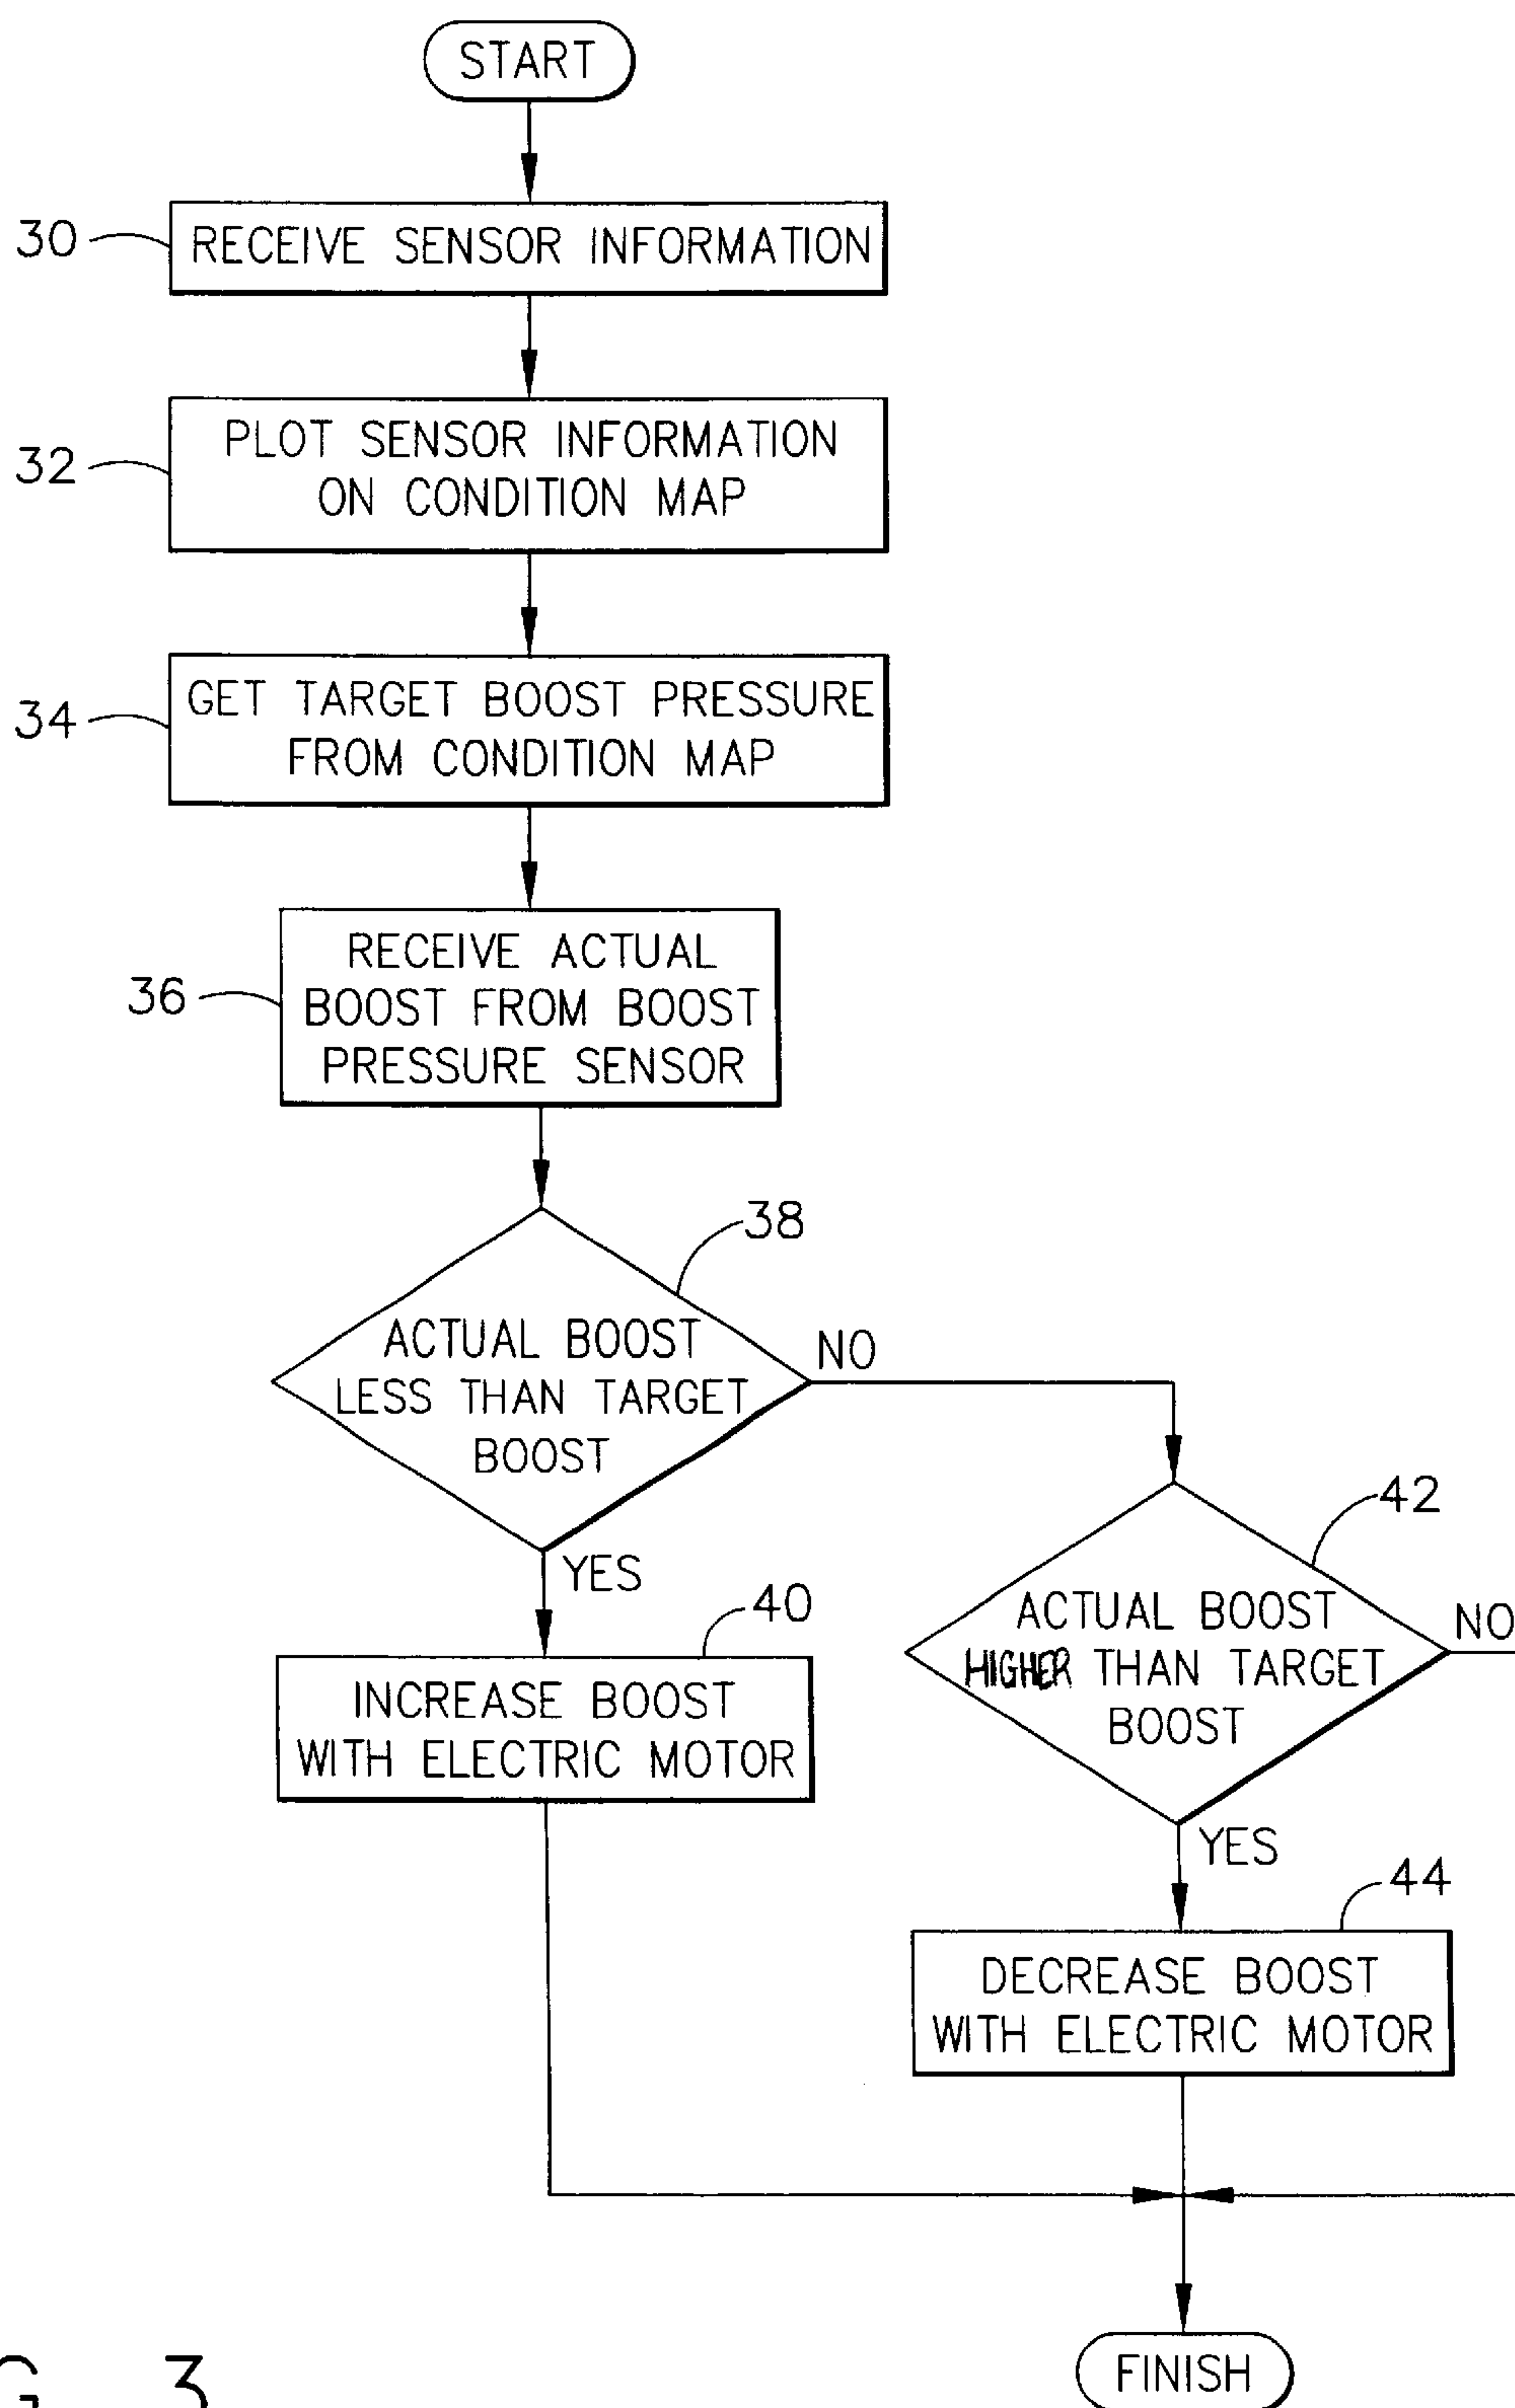 START
30
RECEIVE SENSOR INFORMATION
32
PLOT SENSOR INFORMATION
ON CONDITION MAP
34
GET TARGET BOOST PRESSURE
FROM CONDITION MAP
36
RECEIVE ACTUAL
BOOST FROM BOOST
PRESSURE SENSOR
38
ACTUAL BOOST
LESS THAN TARGET
BOOST
NO
YES
40
INCREASE BOOST
WITH ELECTRIC MOTOR
42
ACTUAL BOOST
HIGHER THAN TARGET
BOOST
NO
YES
44
DECREASE BOOST
WITH ELECTRIC MOTOR
FINISH
G 3